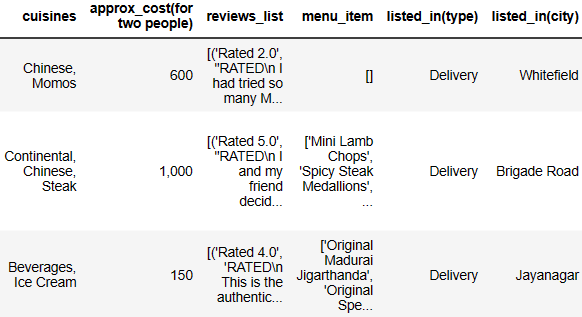 cuisines approx_cost(for two people) reviews_list menu_item listed_in(type) listed_in(city)
Chinese, Momos 600 [('Rated 2.0', "RATED\n I had tried so many M... [] Delivery Whitefield
Continental, Chinese, Steak 1,000 [('Rated 5.0', "RATED\n I and my friend decid... ['Mini Lamb Chops', 'Spicy Steak Medallions', ... Delivery Brigade Road
Beverages, Ice Cream 150 [('Rated 4.0', 'RATED\n This is the authentic... ['Original Madurai Jigarthanda', 'Original Spe... Delivery Jayanagar